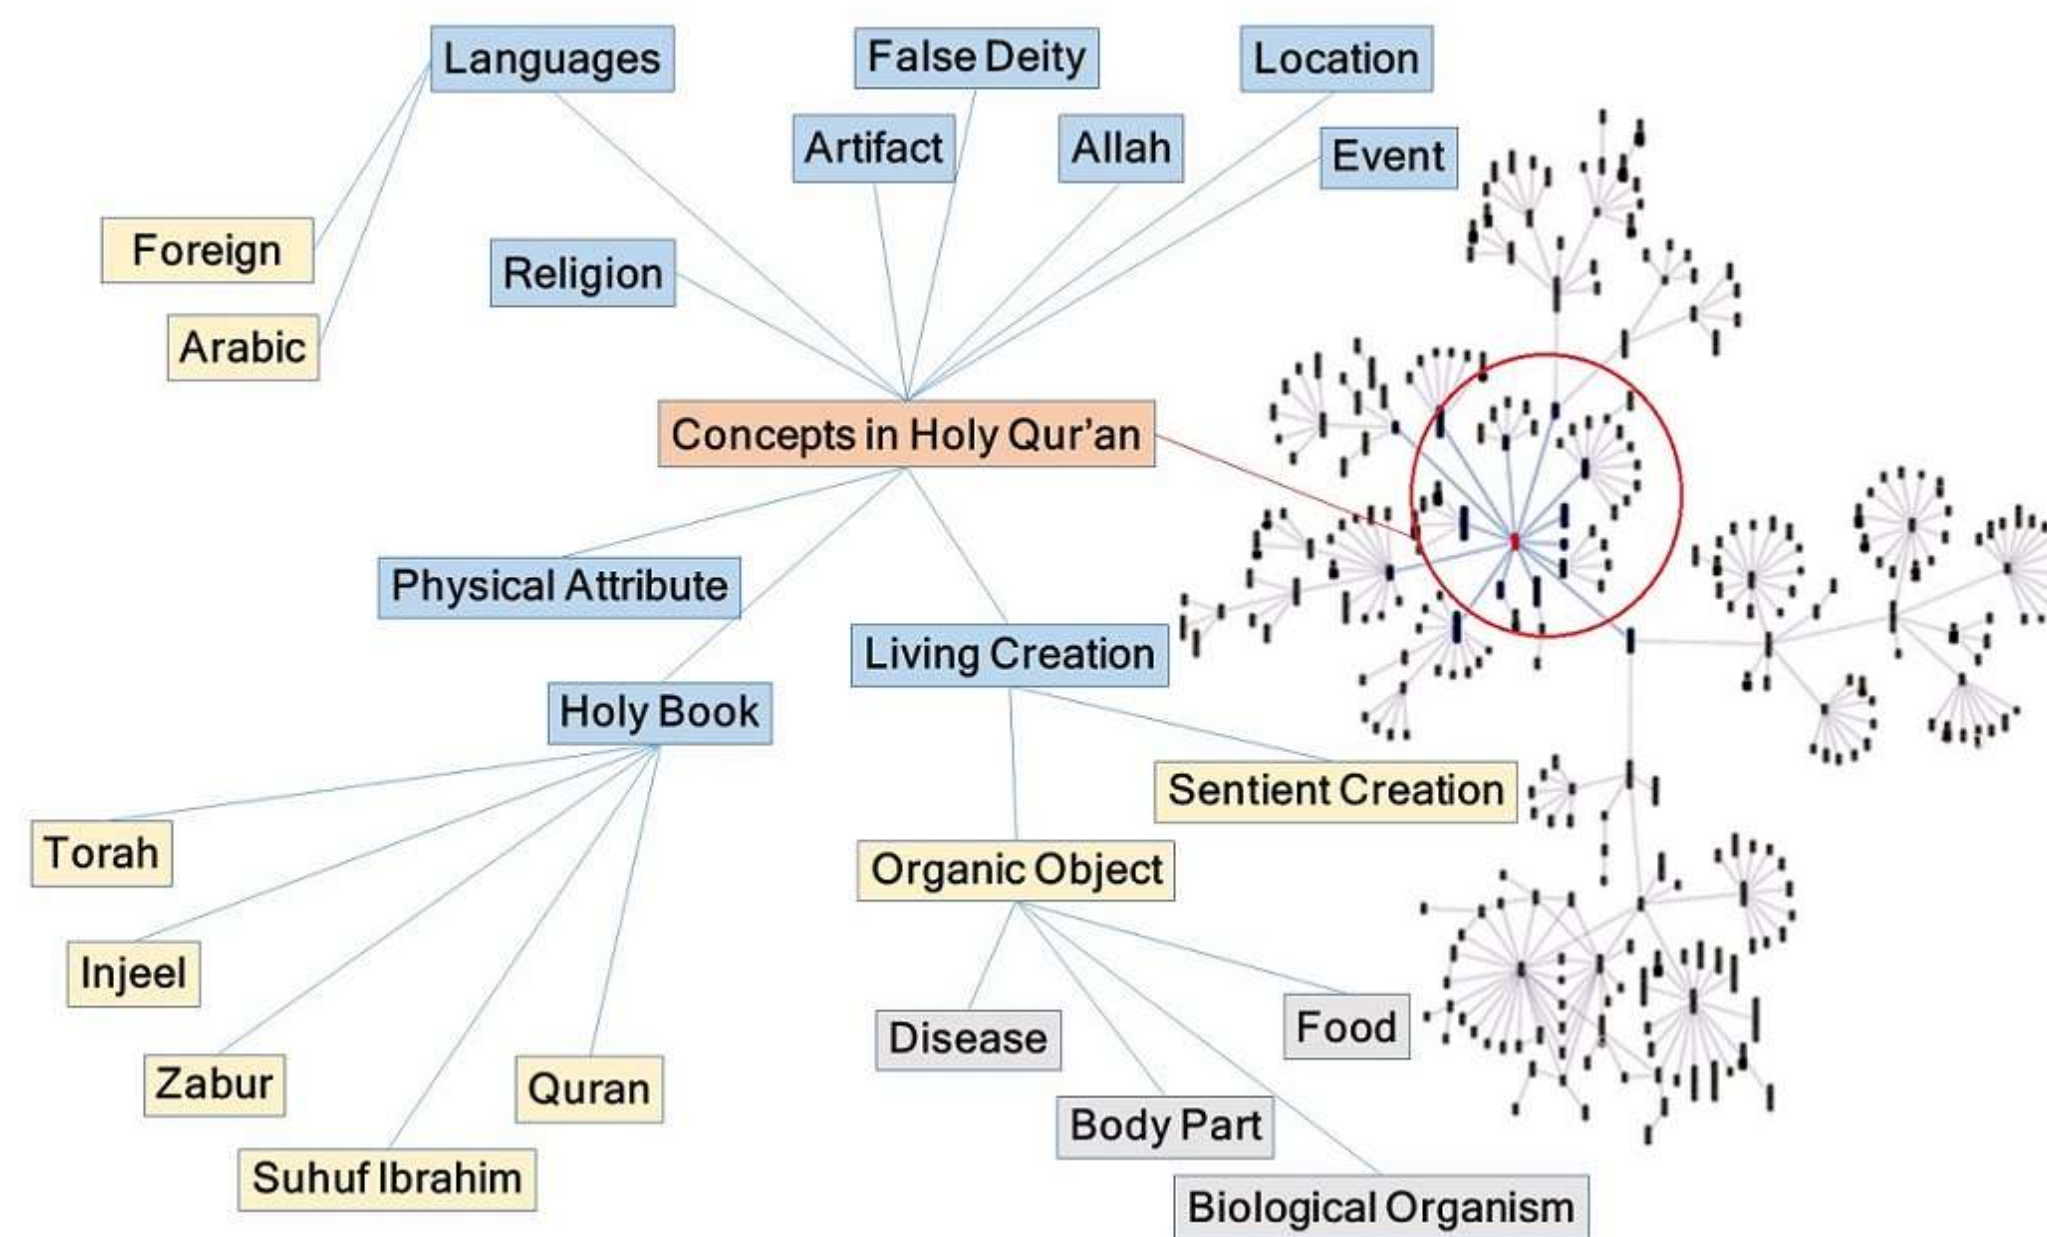 Languages
False Deity
Location
Artifact
Allah
Event
Foreign
Religion
Arabic
Concepts in Holy Qur’an
Physical Attribute
Living Creation
Holy Book
Sentient Creation
Torah
Organic Object
Injeel
Disease
Food
Zabur
Quran
Body Part
Suhuf Ibrahim
Biological Organism